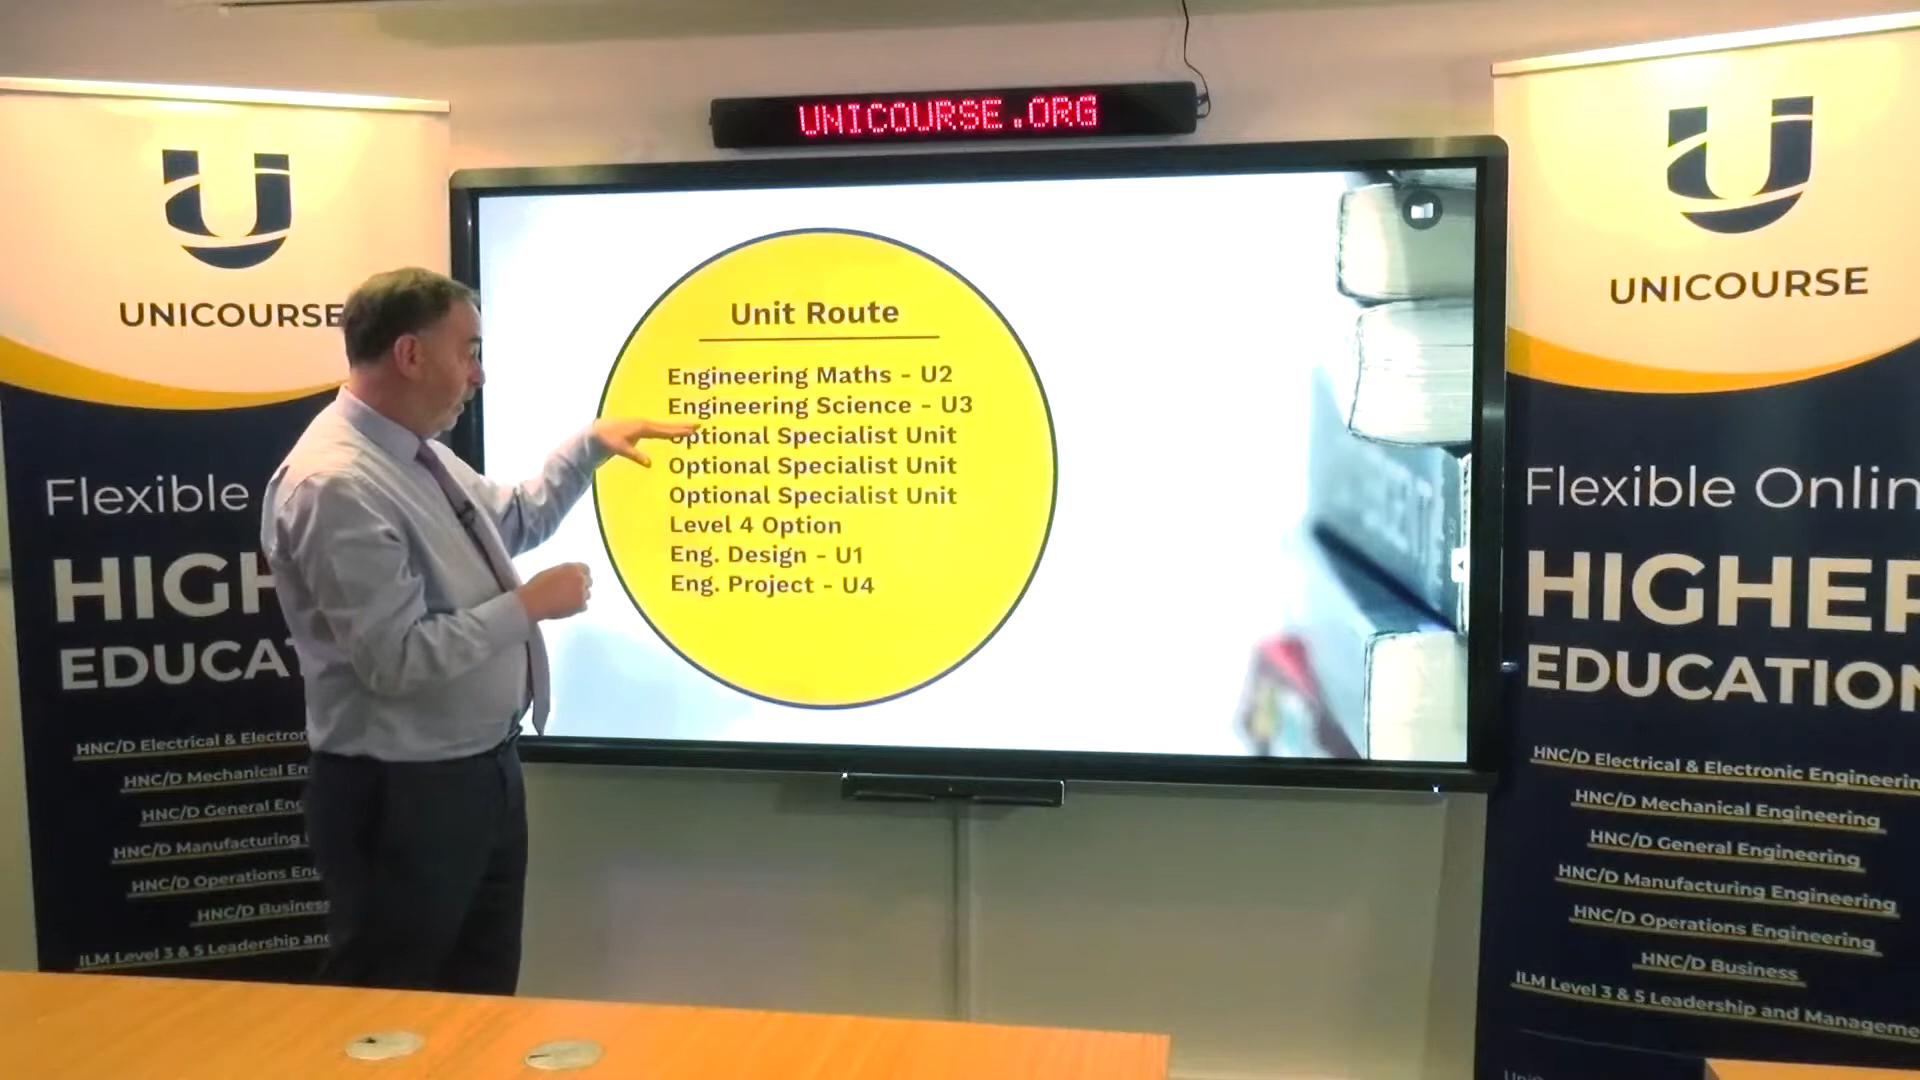 UNICOURSE.ORG
UNICOURSE
Flexible
HIGH
EDUCAT
HNC/D Electrical & Electron
HNC/D Mechanical En
HNC/D General Eng
HNC/D Manufacturing
HNC/D Operations Eng
HNC/D Business
ILM Level 3 & 5 Leadership and
Unit Route
Engineering Maths - U2
Engineering Science - U3
Optional Specialist Unit
Optional Specialist Unit
Optional Specialist Unit
Level 4 Option
Eng. Design - U1
Eng. Project - U4
UNICOURSE
Flexible Onlin
HIGHER
EDUCATION
HNC/D Electrical & Electronic Engineerin
HNC/D Mechanical Engineering
HNC/D General Engineering
HNC/D Manufacturing Engineering
HNC/D Operations Engineering
HNC/D Business
ILM Level 3 & 5 Leadership and Manageme